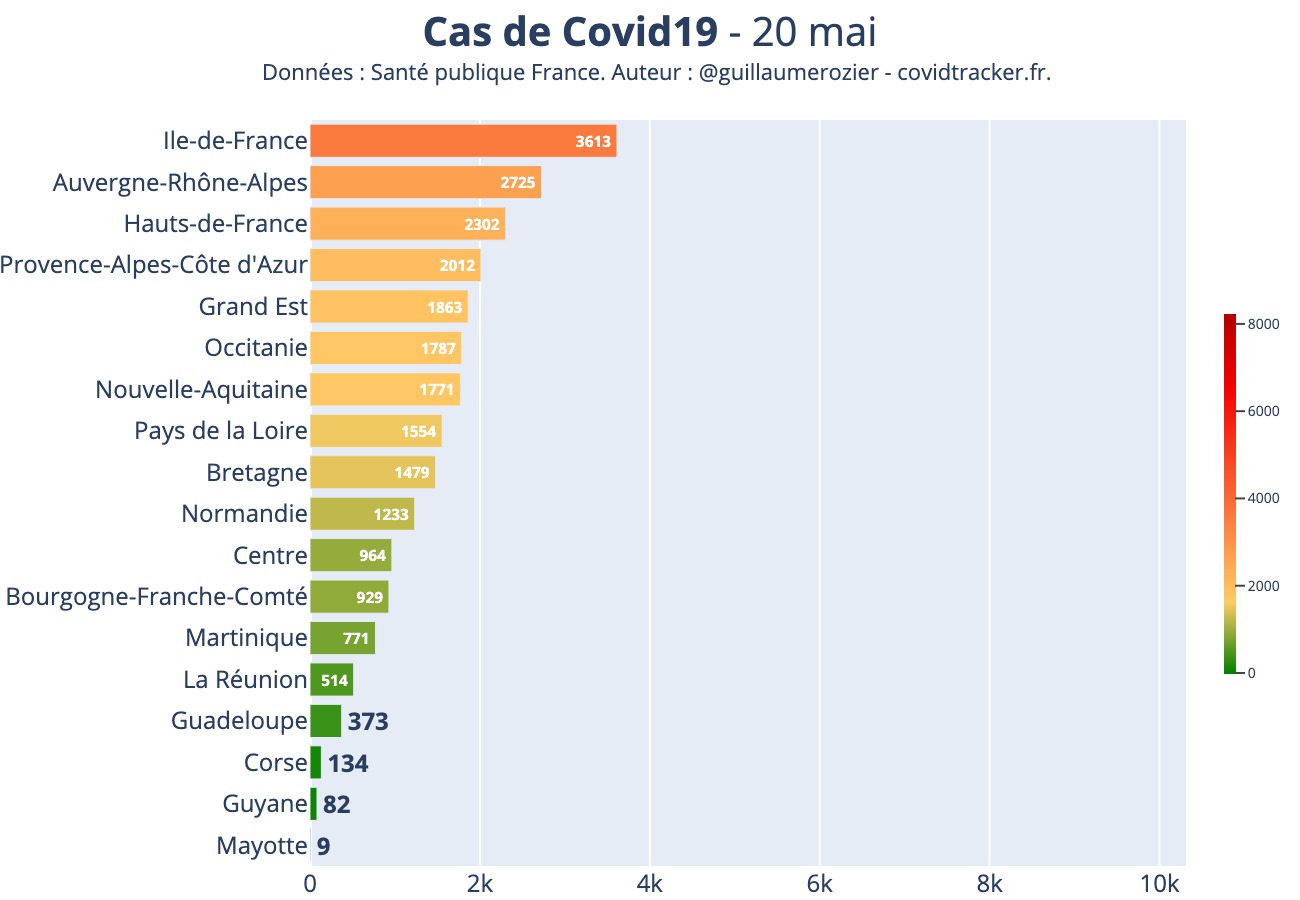 Cas de Covid19 - 20 mai
Données : Santé publique France. Auteur : @guillaumerozier - covidtracker.fr.
Ile-de-France 3613
Auvergne-Rhône-Alpes 2725
Hauts-de-France 2302
Provence-Alpes-Côte d'Azur 2012
Grand Est 1863
Occitanie 1787
Nouvelle-Aquitaine 1771
Pays de la Loire 1554
Bretagne 1479
Normandie 1233
Centre 964
Bourgogne-Franche-Comté 929
Martinique 771
La Réunion 514
Guadeloupe 373
Corse 134
Guyane 82
Mayotte 9
0 2k 4k 6k 8k 10k
8000
6000
4000
2000
0